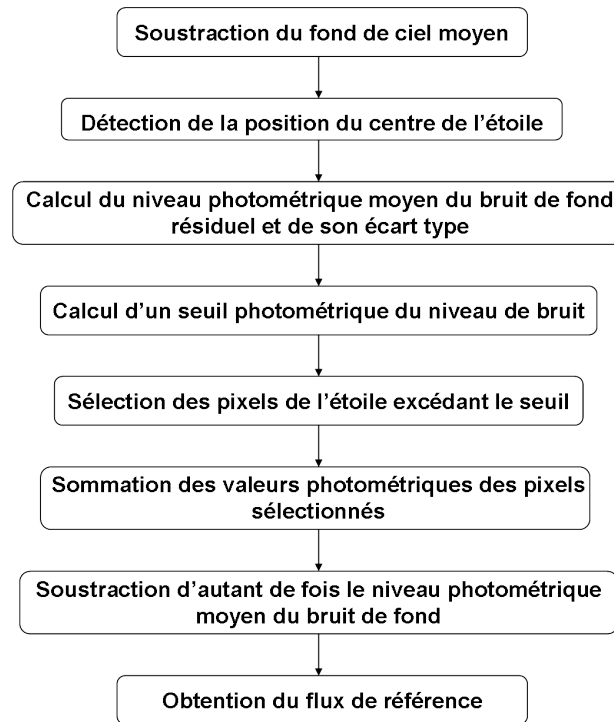 Soustraction du fond de ciel moyen
Détection de la position du centre de l'étoile
Calcul du niveau photométrique moyen du bruit de fond
résiduel et de son écart type
Calcul d'un seuil photométrique du niveau de bruit
Sélection des pixels de l'étoile excédant le seuil
Sommation des valeurs photométriques des pixels
sélectionnés
Soustraction d'autant de fois le niveau photométrique
moyen du bruit de fond
Obtention du flux de référence